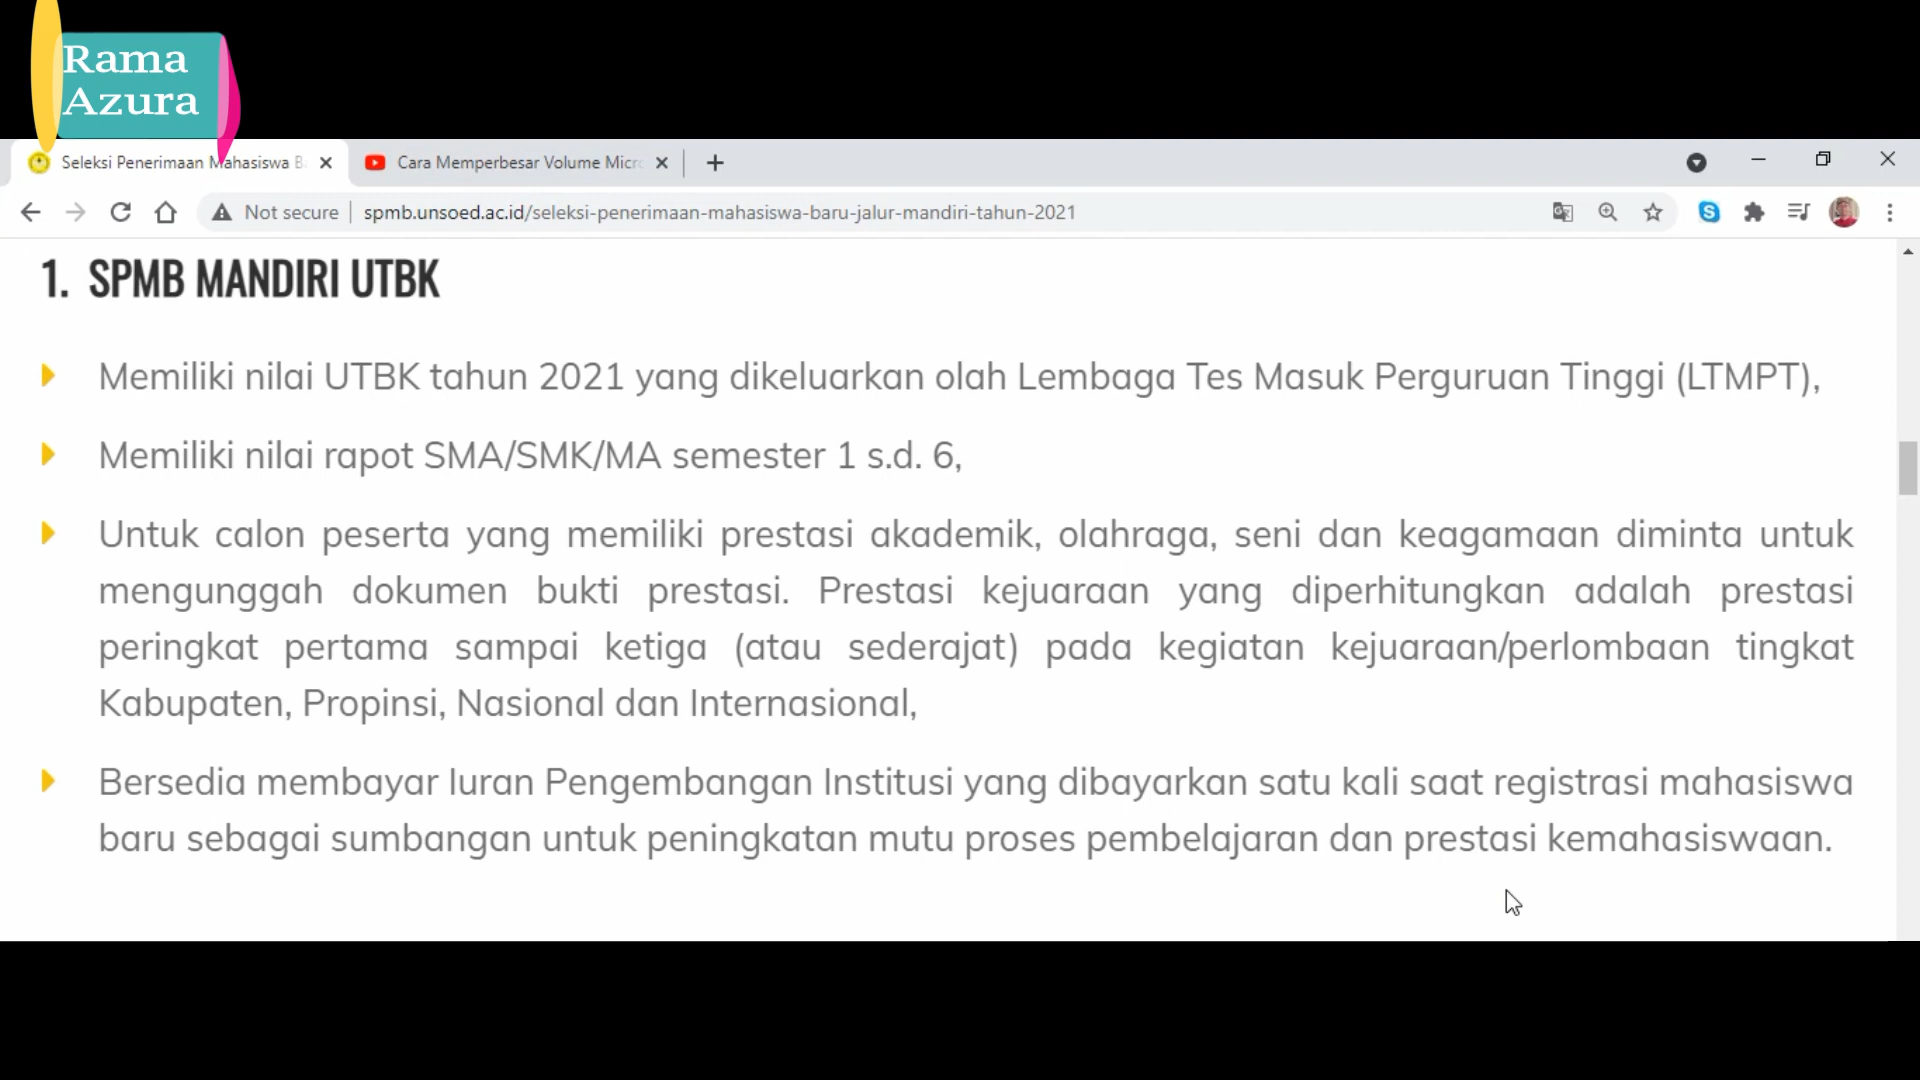 Rama
Azura
Seleksi Penerimaan Mahasiswa B
Cara Memperbesar Volume Micr
Not secure
spmb.unsoed.ac.id/seleksi-penerimaan-mahasiswa-baru-jalur-mandiri-tahun-2021
1. SPMB MANDIRI UTBK
Memiliki nilai UTBK tahun 2021 yang dikeluarkan olah Lembaga Tes Masuk Perguruan Tinggi (LTMPT),
Memiliki nilai rapot SMA/SMK/MA semester 1 s.d. 6,
Untuk calon peserta yang memiliki prestasi akademik, olahraga, seni dan keagamaan diminta untuk
mengunggah dokumen bukti prestasi. Prestasi kejuaraan yang diperhitungkan adalah prestasi
peringkat pertama sampai ketiga (atau sederajat) pada kegiatan kejuaraan/perlombaan tingkat
Kabupaten, Propinsi, Nasional dan Internasional,
Bersedia membayar Iuran Pengembangan Institusi yang dibayarkan satu kali saat registrasi mahasiswa
baru sebagai sumbangan untuk peningkatan mutu proses pembelajaran dan prestasi kemahasiswaan.